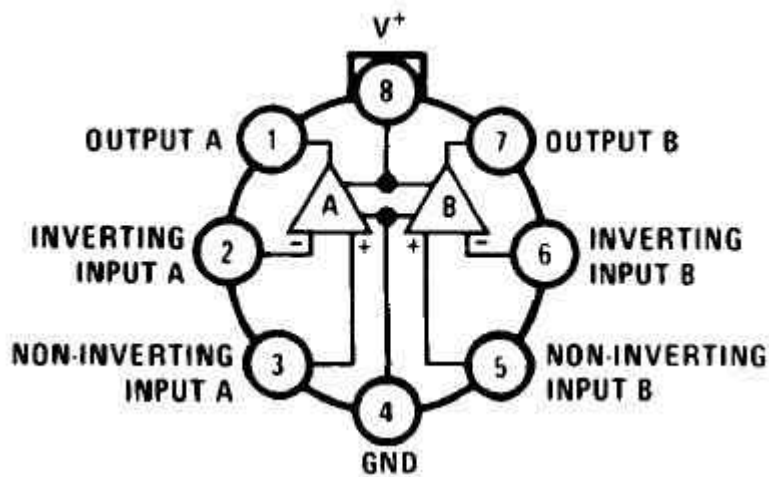 V+
8
OUTPUT A
1
7
OUTPUT B
A
B
INVERTING
INPUT A
2
-
+
+
-
6
INVERTING
INPUT B
NON-INVERTING
INPUT A
3
5
NON-INVERTING
INPUT B
4
GND